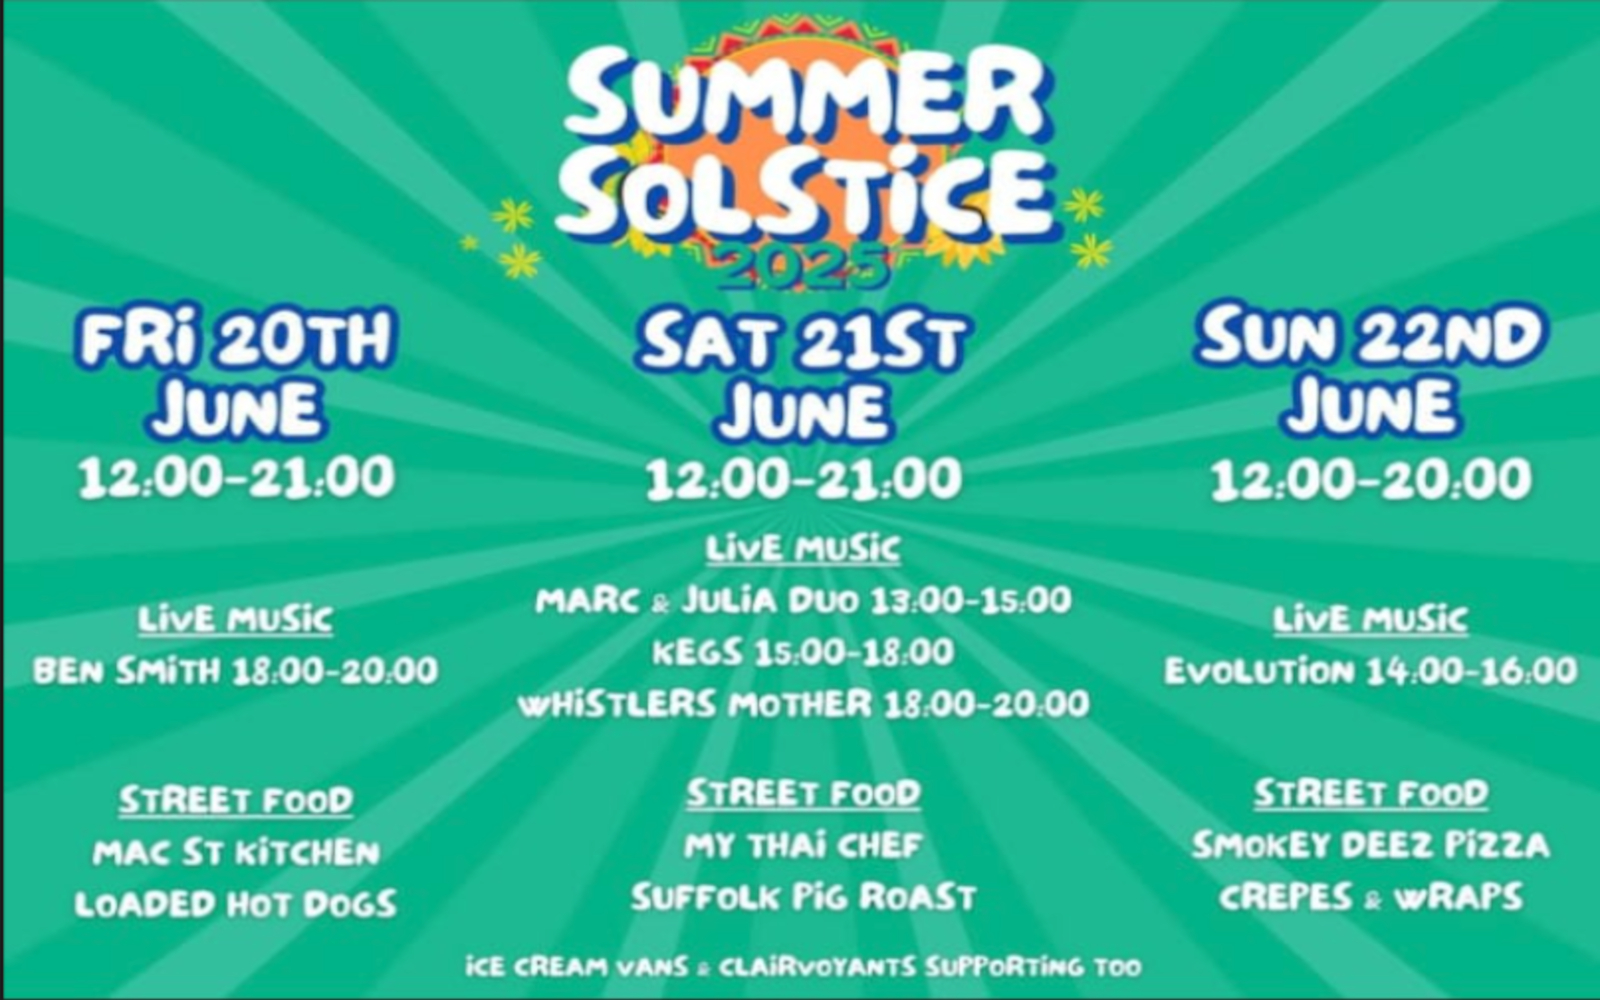 SUMMER
SOLSTiCE
2025
FRi 20TH
JUNE
12:00-21:00
LiVE MUSiC
BEN SMiTH 18:00-20:00
STREET FOOD
MAC ST KiTCHEN
LOADED HOT DOGS
SAT 21ST
JUNE
12:00-21:00
LiVE MUSiC
MARC & JULiA DUO 13:00-15:00
KEGS 15:00-18:00
WHiSTLERS MOTHER 18:00-20:00
STREET FOOD
MY THAi CHEF
SUFFOLK PiG ROAST
SUN 22ND
JUNE
12:00-20:00
LiVE MUSiC
EVOLUTiON 14:00-16:00
STREET FOOD
SMOKEY DEEZ PiZZA
CREPES & WRAPS
iCE CREAM VANS & CLAiRVOYANTS SUPPORTiNG TOO